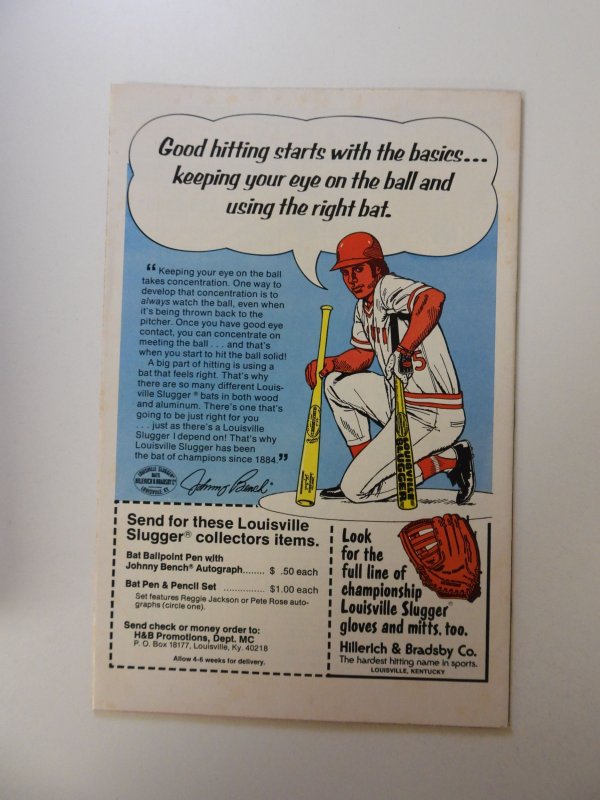 Good hitting starts with the basics...
keeping your eye on the ball and
using the right bat.
“ Keeping your eye on the ball
takes concentration. One way to
develop that concentration is to
always watch the ball, even when
it's being thrown back to the
pitcher. Once you have good eye
contact, you can concentrate on
meeting the ball . . . and that's
when you start to hit the ball solid!
A big part of hitting is using a
bat that feels right. That's why
there are so many different Louis-
ville Slugger® bats in both wood
and aluminum. There's one that's
going to be just right for you
. . . just as there's a Louisville
Slugger I depend on! That's why
Louisville Slugger has been
the bat of champions since 1884.”
LOUISVILLE SLUGGER
BATS
HILLERICH & BRADSBY Co
LOUISVILLE, KY.
Johnny Bench
5
LOUISVILLE
SLUGGER
Send for these Louisville
Slugger® collectors items.
Bat Ballpoint Pen with
Johnny Bench® Autograph........ $ .50 each
Bat Pen & Pencil Set ............... $1.00 each
Set features Reggie Jackson or Pete Rose auto-
graphs (circle one).
Send check or money order to:
H&B Promotions, Dept. MC
P. O. Box 18177, Louisville, Ky. 40218
Allow 4-6 weeks for delivery.
Look
for the
full line of
championship
Louisville Slugger®
gloves and mitts, too.
Hillerich & Bradsby Co.
The hardest hitting name in sports.
LOUISVILLE, KENTUCKY